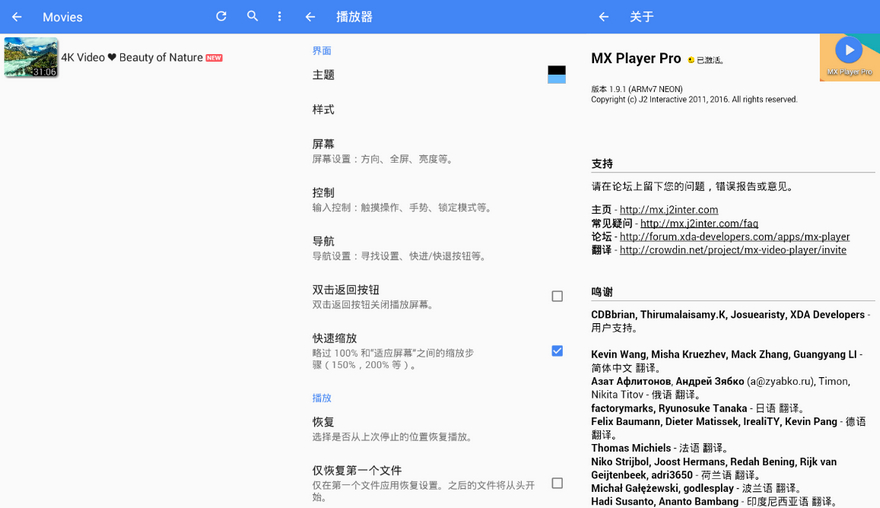 Movies
4K Video ♥ Beauty of Nature NEW
31:06
播放器
界面
主题
样式
屏幕
屏幕设置：方向、全屏、亮度等。
控制
输入控制：触摸操作、手势、锁定模式等。
导航
导航设置：寻找设置、快进/快退按钮等。
双击返回按钮
双击返回按钮关闭播放屏幕。
快速缩放
略过 100% 和"适应屏幕"之间的缩放步
骤（150%，200% 等）。
播放
恢复
选择是否从上次停止的位置恢复播放。
仅恢复第一个文件
仅在第一个文件应用恢复设置。之后的文件将从头开
始。
关于
MX Player Pro 已激活。
MX Player Pro
版本 1.9.1 (ARMv7 NEON)
Copyright (c) J2 Interactive 2011, 2016. All rights reserved.
支持
请在论坛上留下您的问题，错误报告或意见。
主页 - http://mx.j2inter.com
常见疑问 - http://mx.j2inter.com/faq
论坛 - http://forum.xda-developers.com/apps/mx-player
翻译 - http://crowdin.net/project/mx-video-player/invite
鸣谢
CDBbrian, Thirumalaisamy.K, Josuearisty, XDA Developers -
用户支持。
Kevin Wang, Misha Kruezhev, Mack Zhang, Guangyang LI -
简体中文 翻译。
Азат Афлитонов, Андрей Зябко (a@zyabko.ru), Timon,
Nikita Titov - 俄语 翻译。
factorymarks, Ryunosuke Tanaka - 日语 翻译。
Felix Baumann, Dieter Matissek, IrealiTY, Kevin Pang - 德语
翻译。
Thomas Michiels - 法语 翻译。
Niko Strijbol, Joost Hermans, Redah Bening, Rijk van
Geijtenbeek, adri3650 - 荷兰语 翻译。
Michał Gałężewski, godlesplay - 波兰语 翻译。
Hadi Susanto, Ananto Bambang - 印度尼西亚语 翻译。